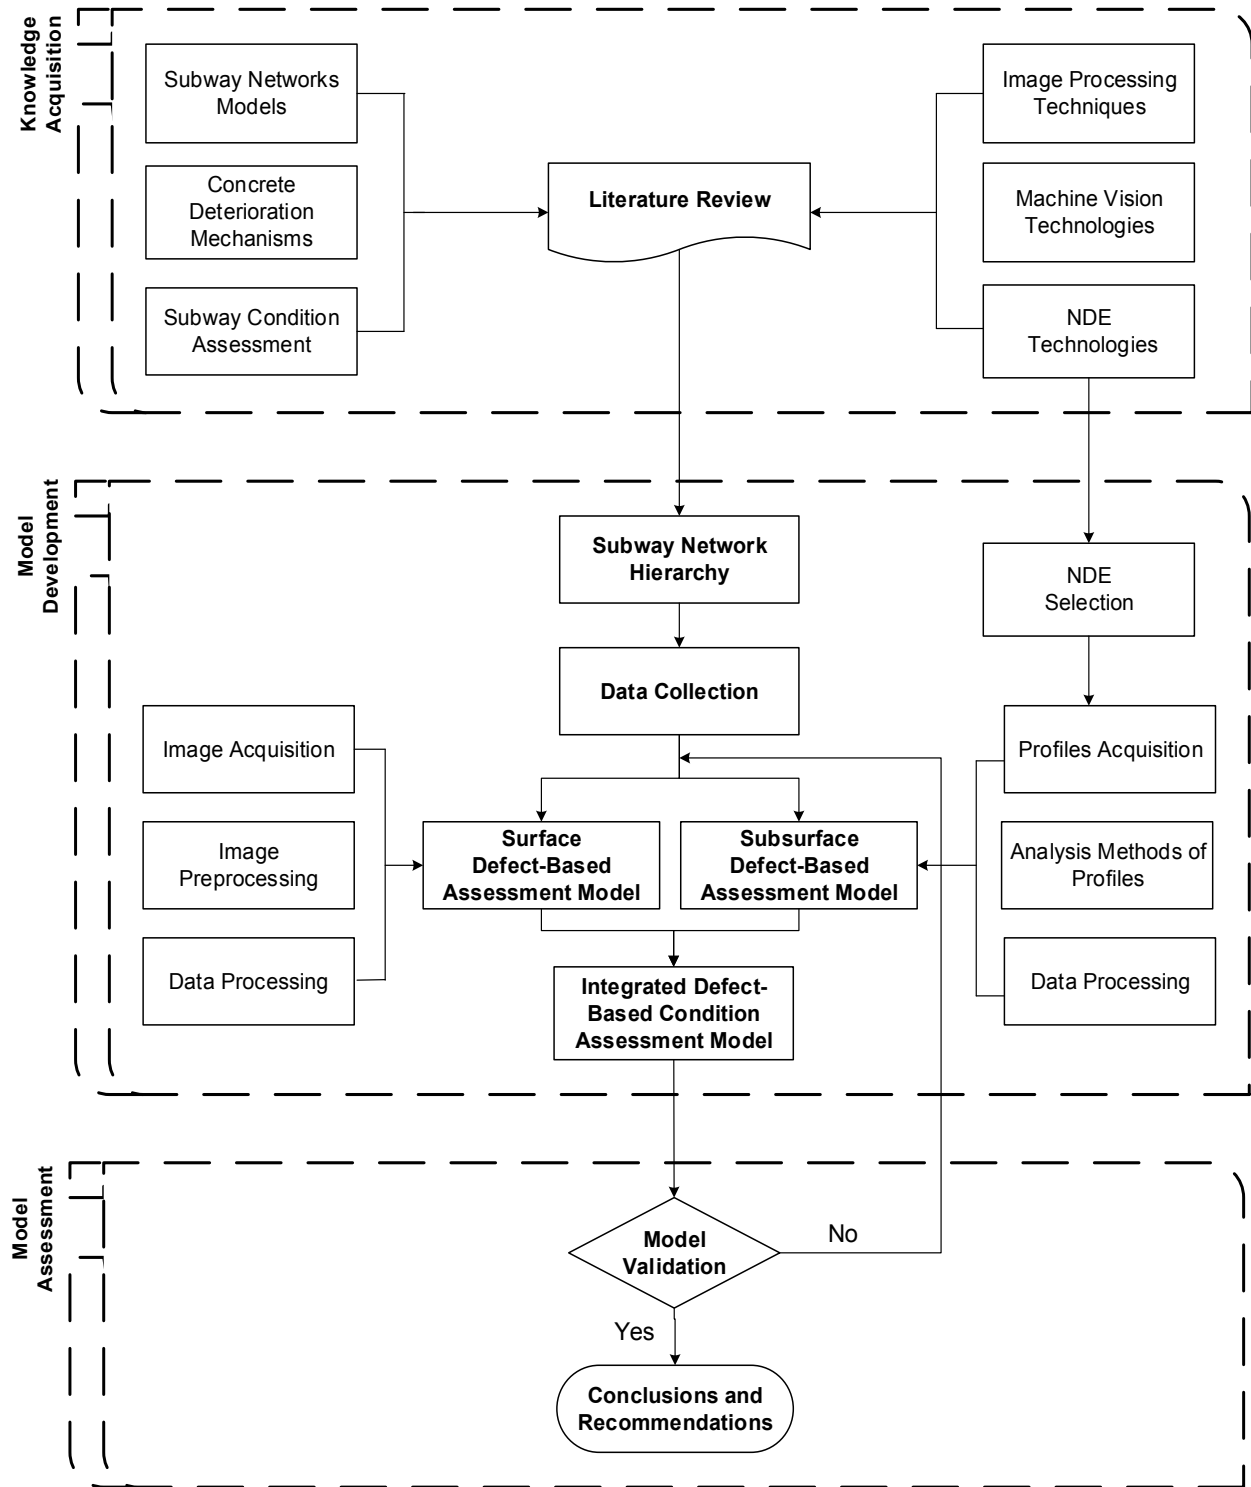 Knowledge
Acquisition
Subway Networks
Models
Concrete
Deterioration
Mechanisms
Subway Condition
Assessment
Literature Review
Image Processing
Techniques
Machine Vision
Technologies
NDE
Technologies
Model
Development
Subway Network
Hierarchy
NDE
Selection
Data Collection
Image Acquisition
Image
Preprocessing
Data Processing
Surface
Defect-Based
Assessment Model
Subsurface
Defect-Based
Assessment Model
Profiles Acquisition
Analysis Methods of
Profiles
Data Processing
Integrated Defect-
Based Condition
Assessment Model
Model
Assessment
Model
Validation
No
Yes
Conclusions and
Recommendations